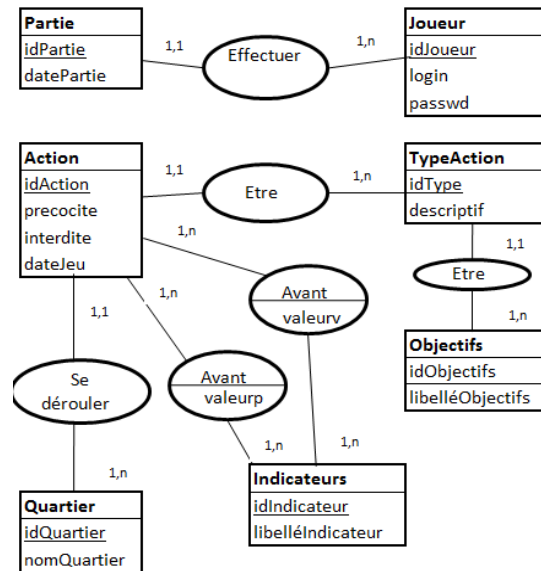 Partie
idPartie
datePartie
1,1
Effectuer
1,n
Joueur
idJoueur
login
passwd
Action
idAction
precocite
interdite
dateJeu
1,1
Etre
1,n
TypeAction
idType
descriptif
1,n
1,1
Etre
1,n
Objectifs
idObjectifs
libelléObjectifs
Avant
valeurv
1,n
1,1
1,n
Avant
valeurp
1,n
Se
dérouler
1,n
Indicateurs
idIndicateur
libelléIndicateur
Quartier
idQuartier
nomQuartier